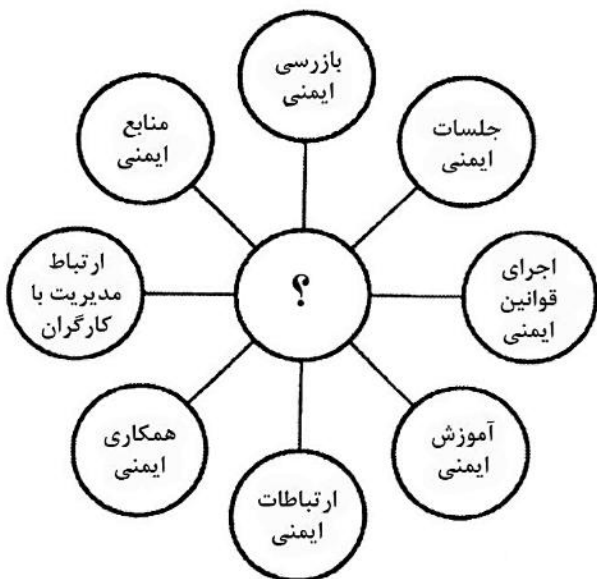 بازرسی
ایمنی
جلسات
ایمنی
منابع
ایمنی
اجرای
قوانین
ایمنی
ارتباط
مدیریت با
کارگران
؟
آموزش
ایمنی
همکاری
ایمنی
ارتباطات
ایمنی